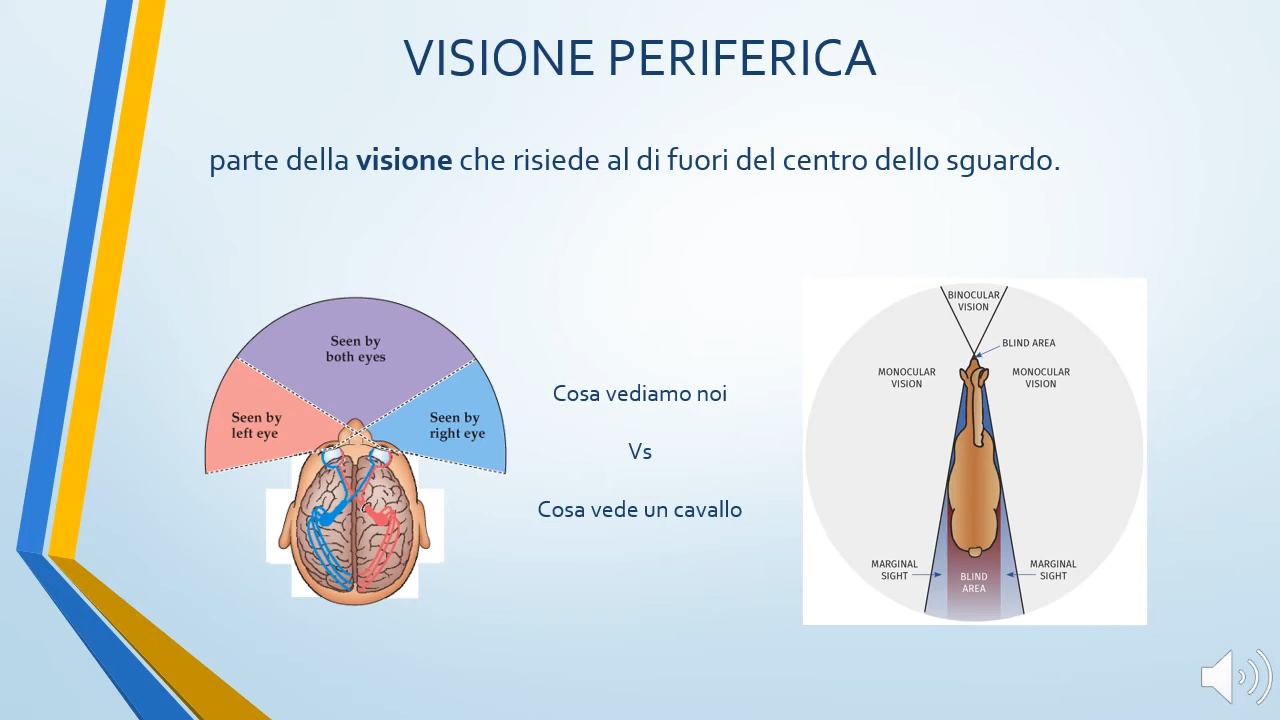 VISIONE PERIFERICA
parte della visione che risiede al di fuori del centro dello sguardo.
Seen by
both eyes
Seen by
left eye
Seen by
right eye
Cosa vediamo noi
Vs
Cosa vede un cavallo
BINOCULAR
VISION
BLIND AREA
MONOCULAR
VISION
MONOCULAR
VISION
MARGINAL
SIGHT
BLIND
AREA
MARGINAL
SIGHT